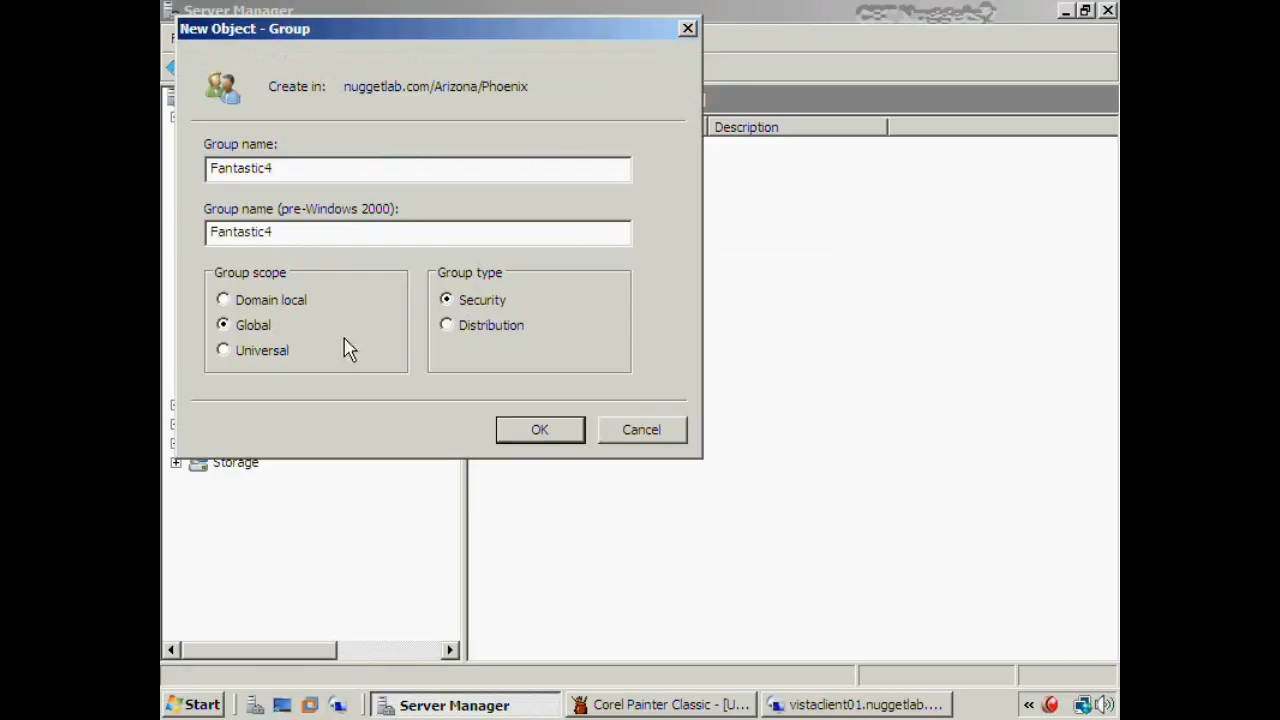 Server Manager
New Object - Group
Create in: nuggetlab.com/Arizona/Phoenix
Group name:
Fantastic4
Group name (pre-Windows 2000):
Fantastic4
Group scope
Domain local
Global
Universal
Group type
Security
Distribution
OK
Cancel
Description
Storage
Start
Server Manager
Corel Painter Classic - [U...
vistaclient01.nuggetlab....
«